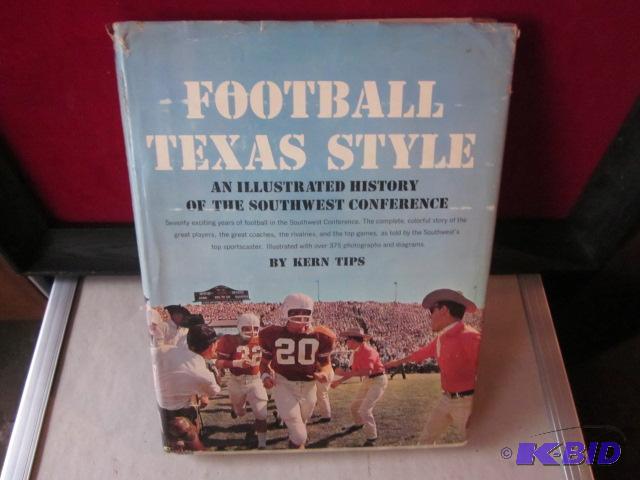 FOOTBALL
TEXAS STYLE
AN ILLUSTRATED HISTORY
OF THE SOUTHWEST CONFERENCE
Seventy exciting years of football in the Southwest Conference. The complete, colorful story of the
great players, the great coaches, the rivalries, and the top games, as told by the Southwest's
top sportscaster. Illustrated with over 375 photographs and diagrams.
BY KERN TIPS
32
20
© K-BID